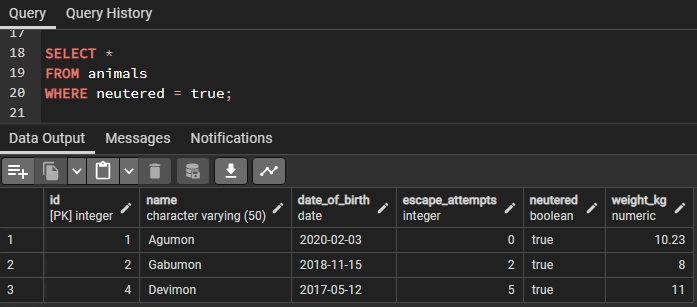 Query Query History
17
18 SELECT *
19 FROM animals
20 WHERE neutered = true;
21
Data Output Messages Notifications
id name date_of_birth escape_attempts neutered weight_kg
[PK] integer character varying (50) date integer boolean numeric
1 1 Agumon 2020-02-03 0 true 10.23
2 2 Gabumon 2018-11-15 2 true 8
3 4 Devimon 2017-05-12 5 true 11